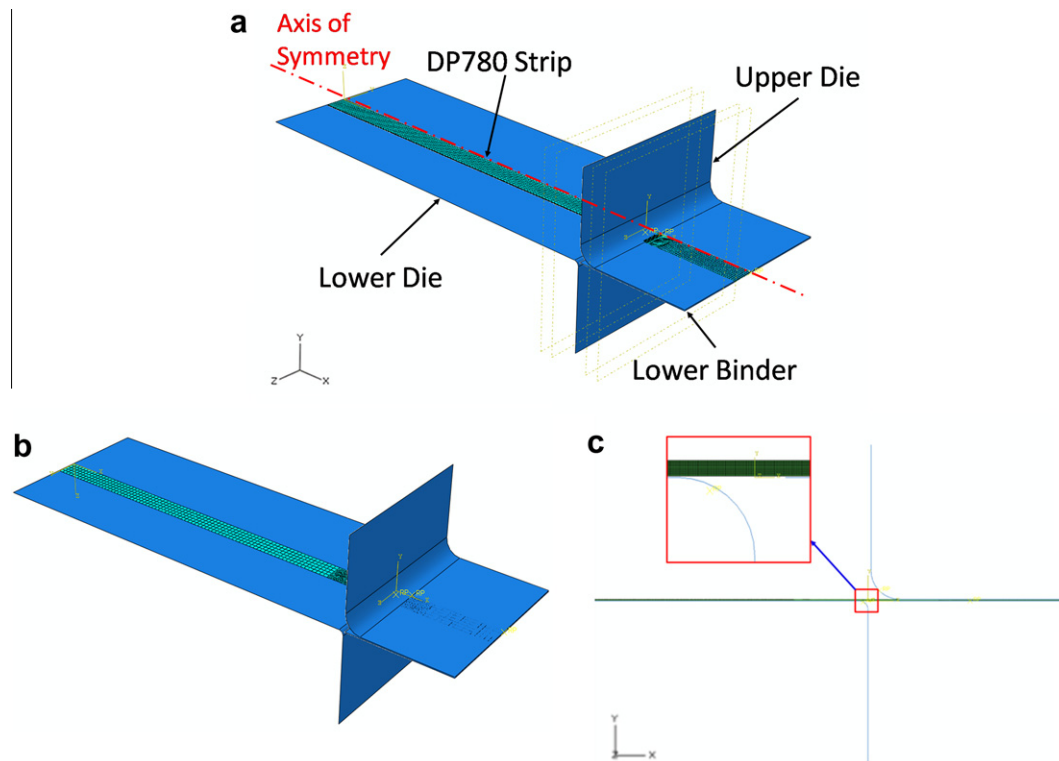 a
Axis of
Symmetry
DP780 Strip
Upper Die
Lower Die
Lower Binder
Y
Z
X
b
c
Y
Z
X